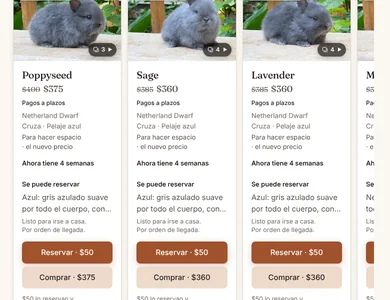 3
Poppyseed
$400 $375
Pagos a plazos
Netherland Dwarf
Cruza · Pelaje azul
Para hacer espacio
· el nuevo precio
Ahora tiene 4 semanas
Se puede reservar
Azul: gris azulado suave
por todo el cuerpo, con...
Listo para irse a casa.
Por orden de llegada.
Reservar · $50
Comprar · $375
$50 lo reservan y
4
Sage
$385 $360
Pagos a plazos
Netherland Dwarf
Cruza · Pelaje azul
Para hacer espacio
· el nuevo precio
Ahora tiene 4 semanas
Se puede reservar
Azul: gris azulado suave
por todo el cuerpo, con...
Listo para irse a casa.
Por orden de llegada.
Reservar · $50
Comprar · $360
$50 lo reservan y
4
Lavender
$385 $360
Pagos a plazos
Netherland Dwarf
Cruza · Pelaje azul
Para hacer espacio
· el nuevo precio
Ahora tiene 4 semanas
Se puede reservar
Azul: gris azulado suave
por todo el cuerpo, con...
Listo para irse a casa.
Por orden de llegada.
Reservar · $50
Comprar · $360
$50 lo reservan y